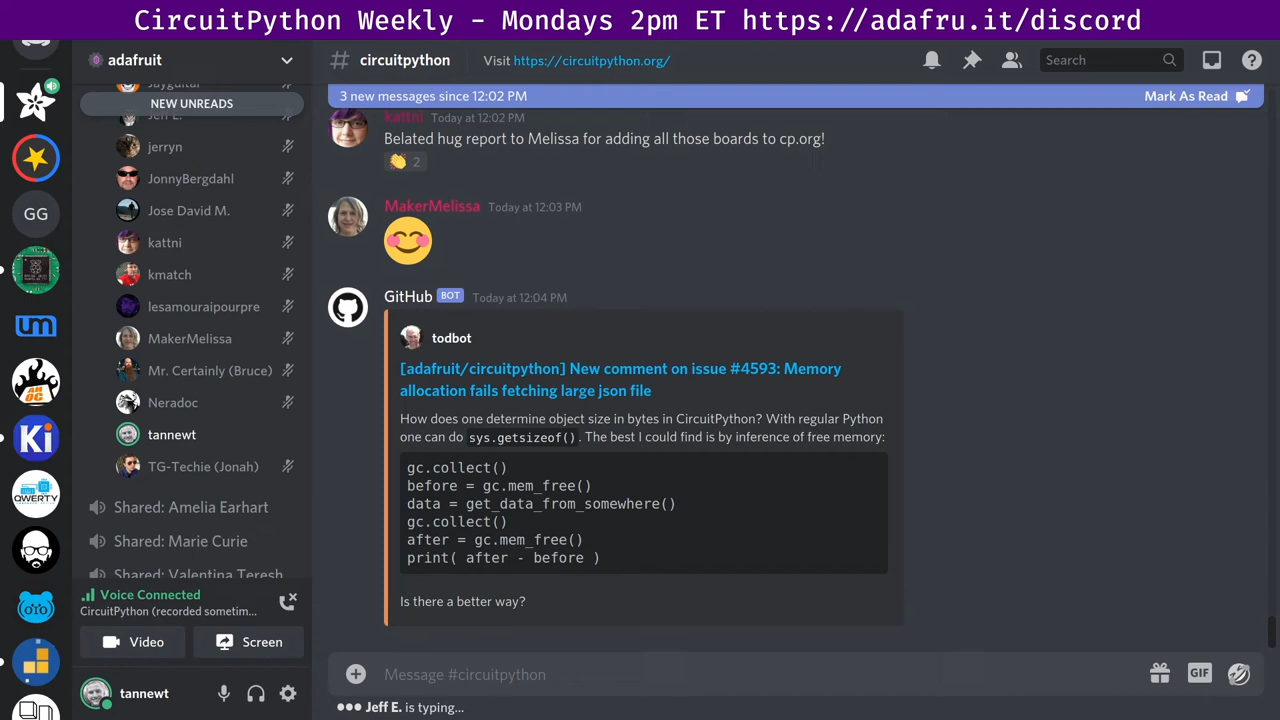 CircuitPython Weekly - Mondays 2pm ET https://adafru.it/discord
adafruit
NEW UNREADS
Jeff E.
jerryn
JonnyBergdahl
Jose David M.
kattni
kmatch
lesamouraipourpre
MakerMelissa
Mr. Certainly (Bruce)
Neradoc
tannewt
TG-Techie (Jonah)
Shared: Amelia Earhart
Shared: Marie Curie
Shared: Valentina Teresh
Voice Connected
CircuitPython (recorded sometim...
Video
Screen
tannewt
GG
um
AHOC
Ki
QWERTY
# circuitpython
Visit https://circuitpython.org/
Search
3 new messages since 12:02 PM
Mark As Read
kattni Today at 12:02 PM
Belated hug report to Melissa for adding all those boards to cp.org!
2
MakerMelissa Today at 12:03 PM
GitHub BOT Today at 12:04 PM
todbot
[adafruit/circuitpython] New comment on issue #4593: Memory
allocation fails fetching large json file
How does one determine object size in bytes in CircuitPython? With regular Python
one can do sys.getsizeof(). The best I could find is by inference of free memory:
gc.collect()
before = gc.mem_free()
data = get_data_from_somewhere()
gc.collect()
after = gc.mem_free()
print( after - before )
Is there a better way?
Message #circuitpython
GIF
Jeff E. is typing...